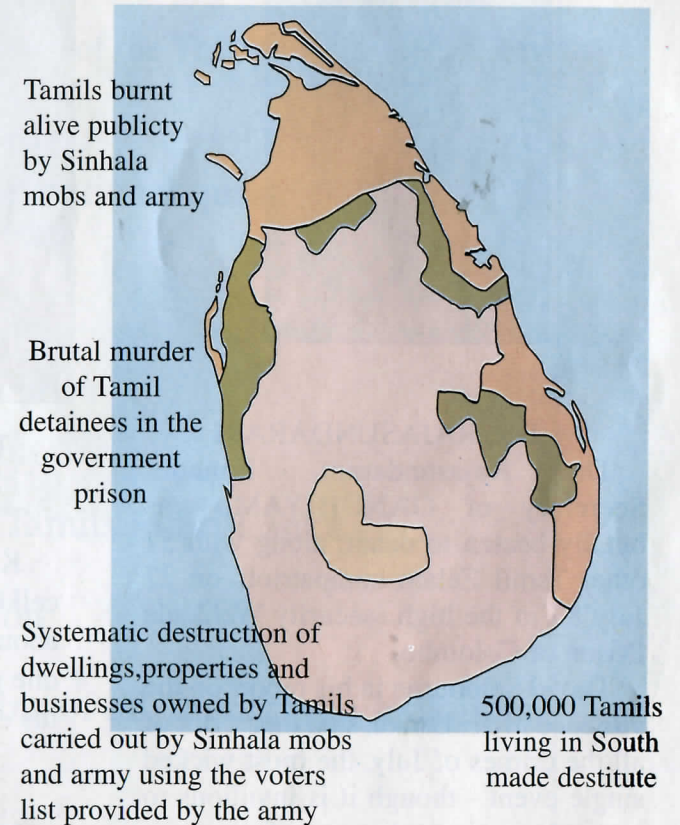 Tamils burnt
alive publicty
by Sinhala
mobs and army
Brutal murder
of Tamil
detainees in the
government
prison
Systematic destruction of
dwellings,properties and
businesses owned by Tamils
carried out by Sinhala mobs
and army using the voters
list provided by the army
500,000 Tamils
living in South
made destitute